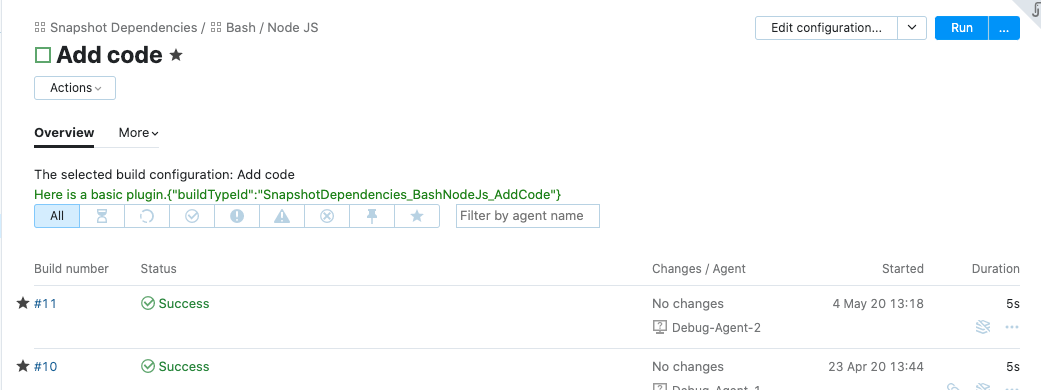 Snapshot Dependencies / Bash / Node JS
Edit configuration... Run ...
Add code
Actions
Overview More
The selected build configuration: Add code
Here is a basic plugin.{"buildTypeId":"SnapshotDependencies_BashNodeJs_AddCode"}
All Filter by agent name
Build number Status Changes / Agent Started Duration
#11 Success No changes 4 May 20 13:18 5s
Debug-Agent-2
#10 Success No changes 23 Apr 20 13:44 5s
Debug-Agent-1